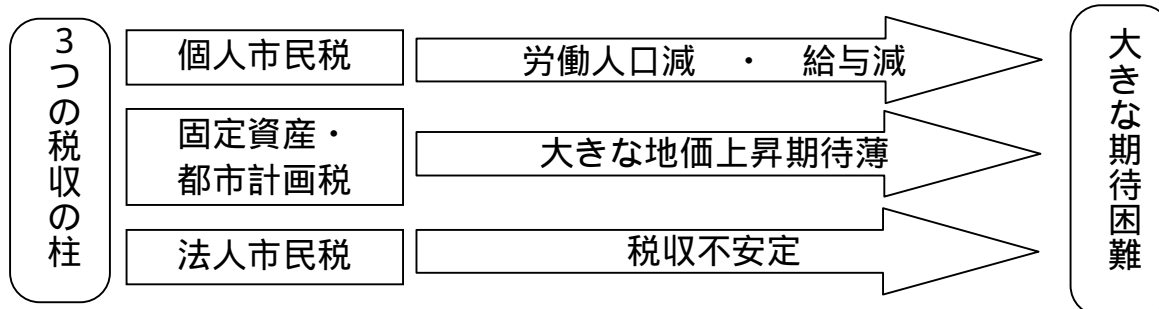 3つの税収の柱
個人市民税
労働人口減 ・ 給与減
固定資産・
都市計画税
大きな地価上昇期待薄
法人市民税
税収不安定
大きな期待困難